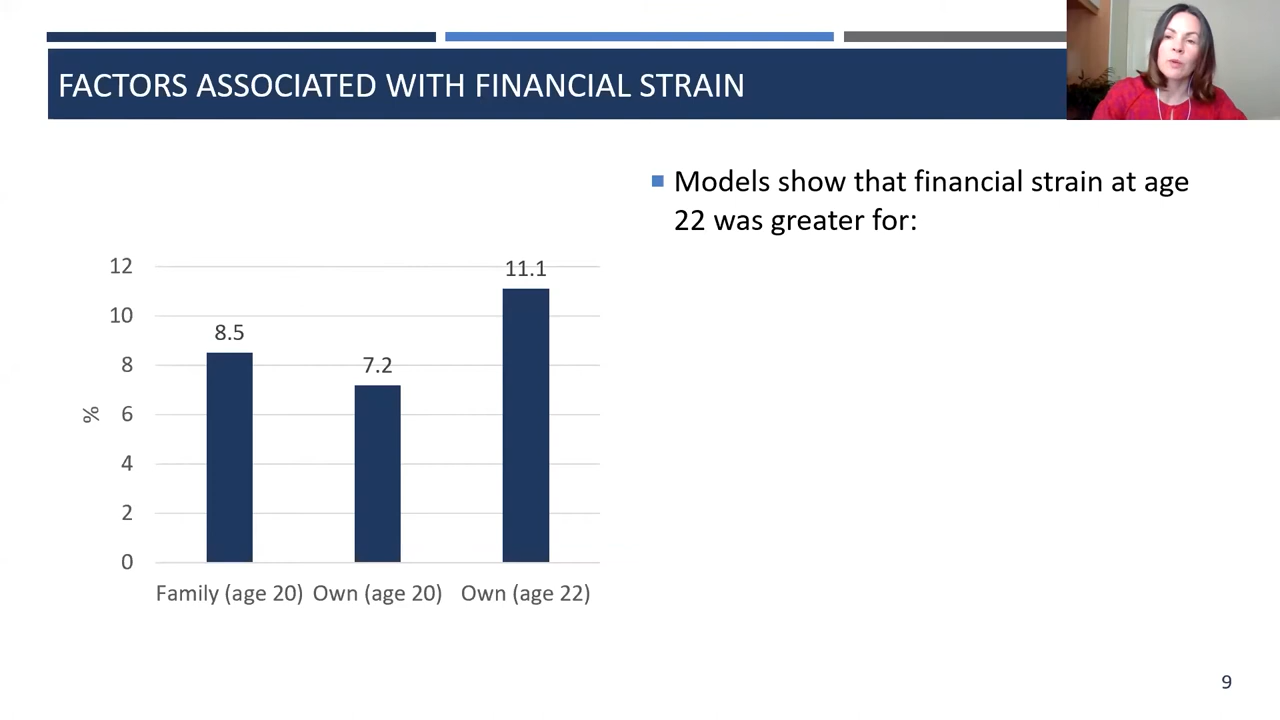 FACTORS ASSOCIATED WITH FINANCIAL STRAIN
Models show that financial strain at age
22 was greater for:
12
10
8
6
4
2
0
%
8.5
7.2
11.1
Family (age 20)
Own (age 20)
Own (age 22)
9